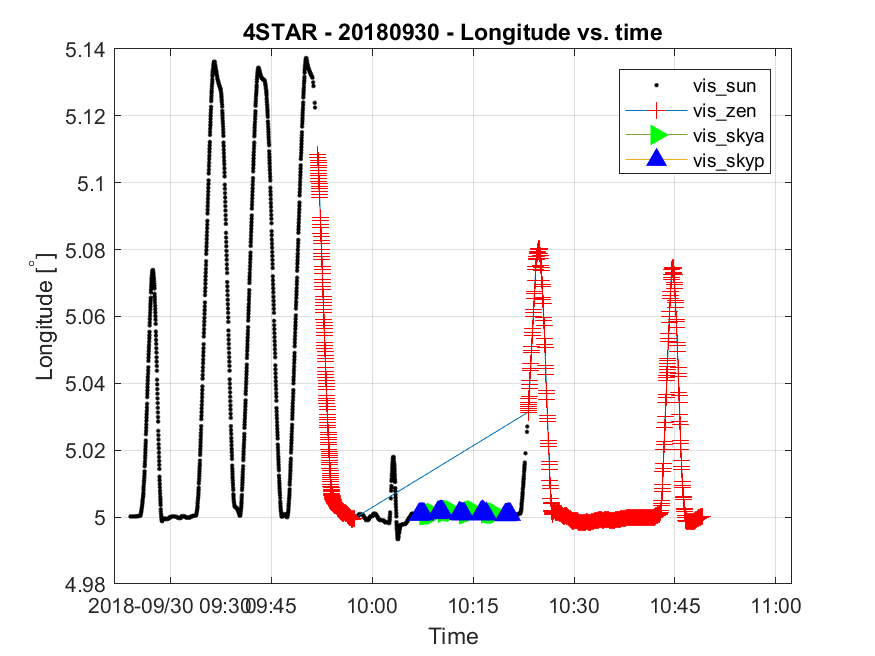 4STAR - 20180930 - Longitude vs. time
5.14
5.12
5.1
5.08
5.06
5.04
5.02
5
4.98
Longitude [°]
vis_sun
vis_zen
vis_skya
vis_skyp
2018-09/30 09:30
09:45
10:00
10:15
10:30
10:45
11:00
Time